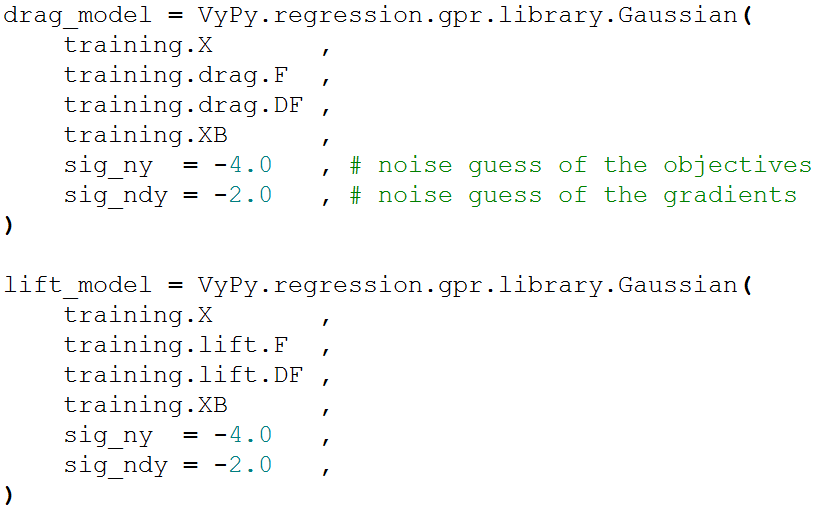 drag_model = VyPy.regression.gpr.library.Gaussian(
    training.X       ,
    training.drag.F  ,
    training.drag.DF ,
    training.XB      ,
    sig_ny  = -4.0   , # noise guess of the objectives
    sig_ndy = -2.0   , # noise guess of the gradients
)

lift_model = VyPy.regression.gpr.library.Gaussian(
    training.X       ,
    training.lift.F  ,
    training.lift.DF ,
    training.XB      ,
    sig_ny  = -4.0   ,
    sig_ndy = -2.0   ,
)